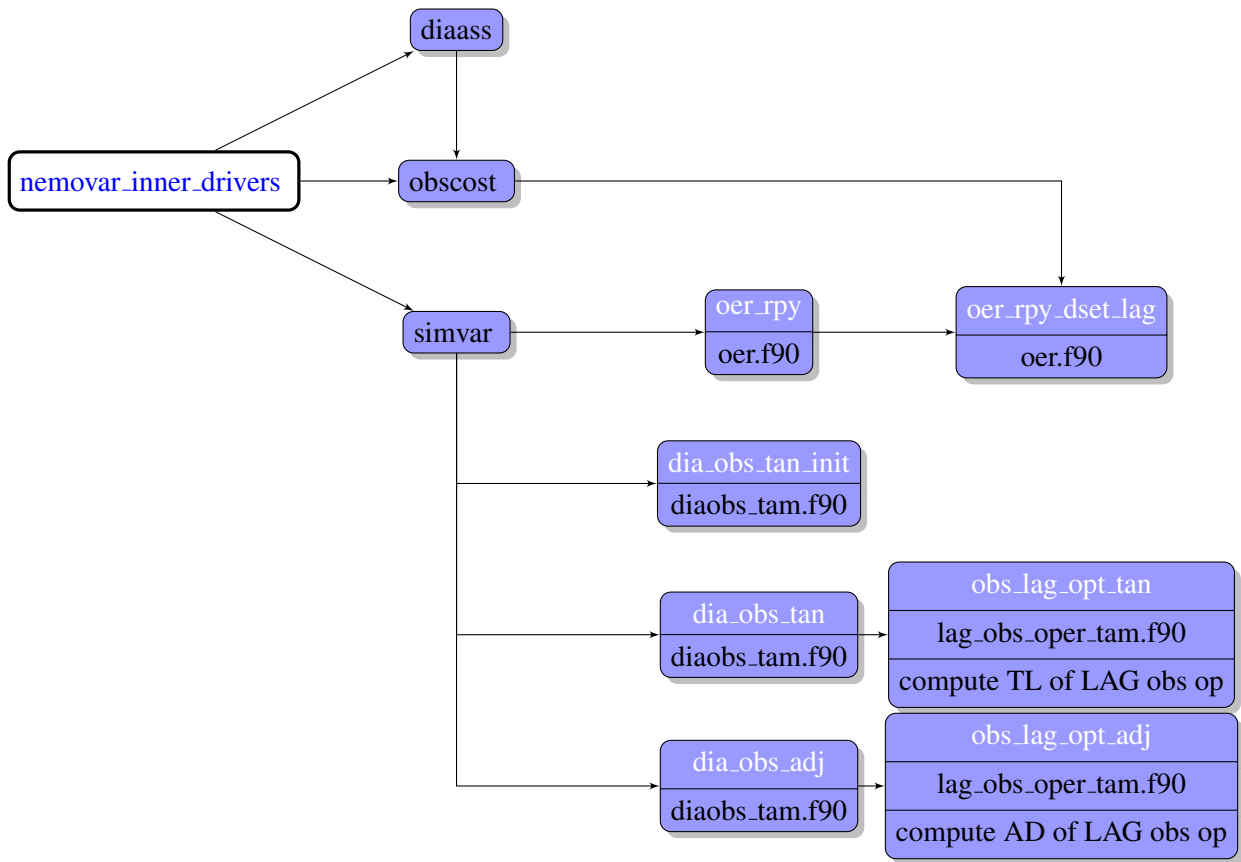 diaass
nemovar_inner_drivers
obscost
simvar
oer_rpy
oer.f90
oer_rpy_dset_lag
oer.f90
dia_obs_tan_init
diaobs_tam.f90
dia_obs_tan
diaobs_tam.f90
obs_lag_opt_tan
lag_obs_oper_tam.f90
compute TL of LAG obs op
dia_obs_adj
diaobs_tam.f90
obs_lag_opt_adj
lag_obs_oper_tam.f90
compute AD of LAG obs op